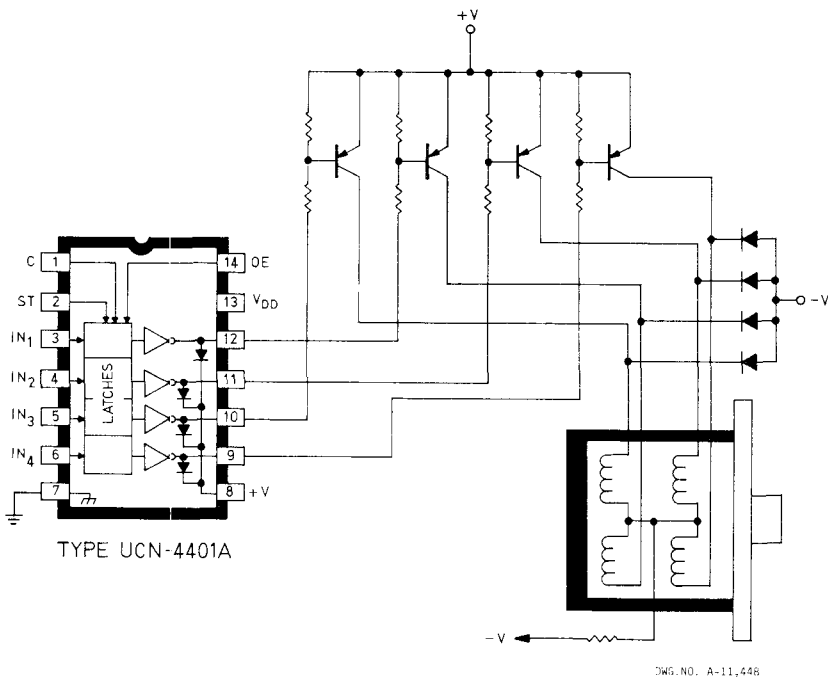 +V
C 1
14 OE
ST 2
13 VDD
IN1 3
12
IN2 4
11
LATCHES
IN3 5
10
IN4 6
9
7
8 +V
TYPE UCN-4401A
-V
-V
DWG.NO. A-11,448